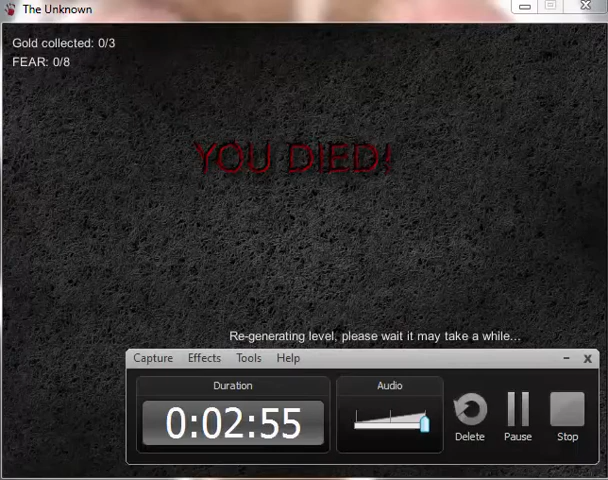 The Unknown
Gold collected: 0/3
FEAR: 0/8
YOU DIED!
Re-generating level, please wait it may take a while...
Capture Effects Tools Help
Duration
Audio
0:02:55
Delete Pause Stop